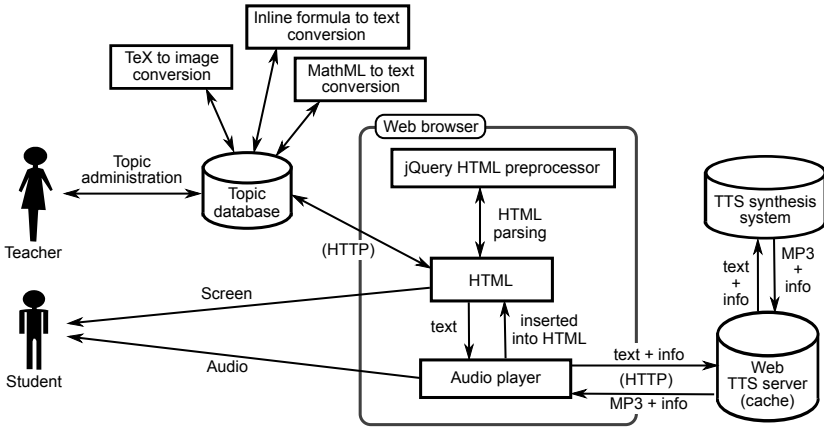 Inline formula to text
conversion
TeX to image
conversion
MathML to text
conversion
Web browser
jQuery HTML preprocessor
Topic
administration
Topic
database
TTS synthesis
system
Teacher
HTML
parsing
(HTTP)
MP3
+
info
text
+
info
HTML
Screen
text
inserted
into HTML
Student
Audio
Audio player
text + info
(HTTP)
MP3 + info
Web
TTS server
(cache)